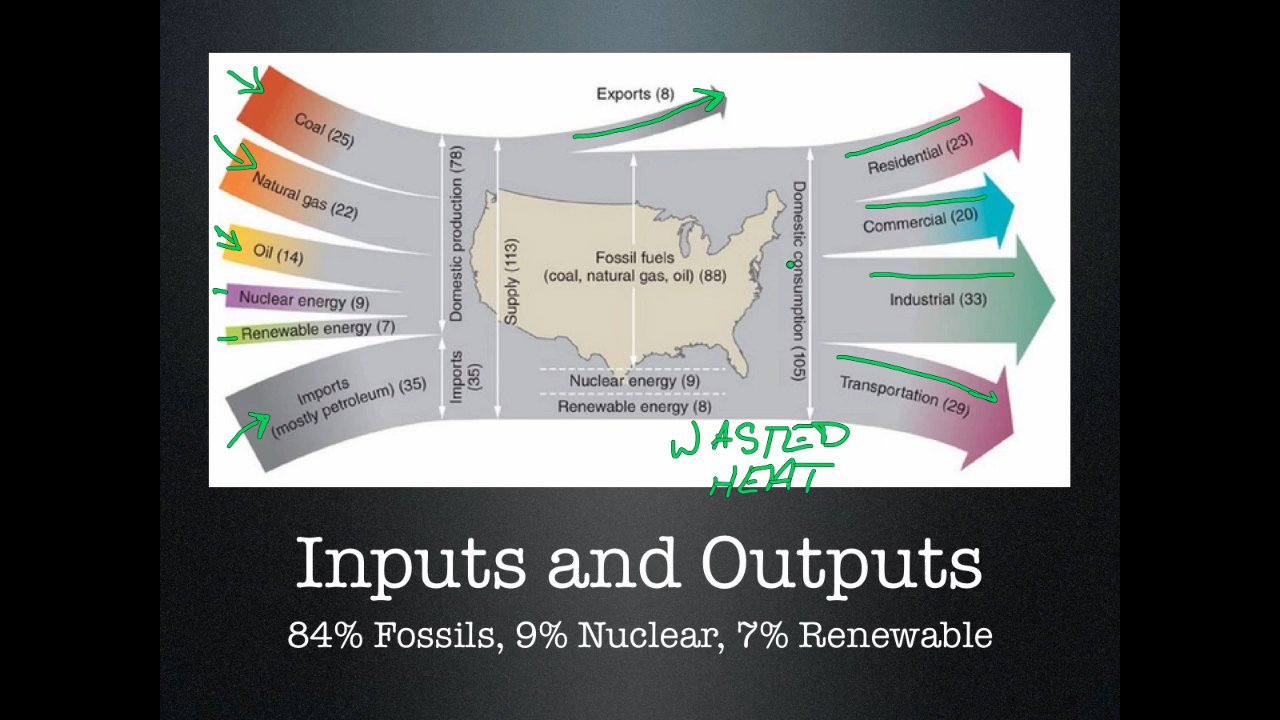 Exports (8)
Coal (25)
Natural gas (22)
Oil (14)
Nuclear energy (9)
Renewable energy (7)
Imports
(mostly petroleum) (35)
Domestic production (78)
Imports
(35)
Supply (113)
Fossil fuels
(coal, natural gas, oil) (88)
Nuclear energy (9)
Renewable energy (8)
Domestic consumption (105)
Residential (23)
Commercial (20)
Industrial (33)
Transportation (29)
WASTED
HEAT
Inputs and Outputs
84% Fossils, 9% Nuclear, 7% Renewable